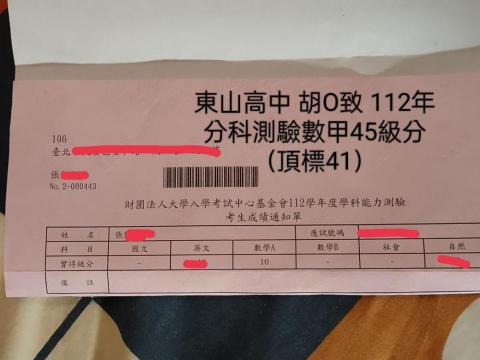 東山高中 胡O致 112年
分科測驗數甲45級分
（頂標41）
106
臺北
張
No.2-000443
財團法人大學入學考試中心基金會112學年度學科能力測驗
考生成績通知單
姓 名 張 應試號碼
科 目 國文 英文 數學A 數學B 社會 自然
實得級分 - 10 - -
備 註